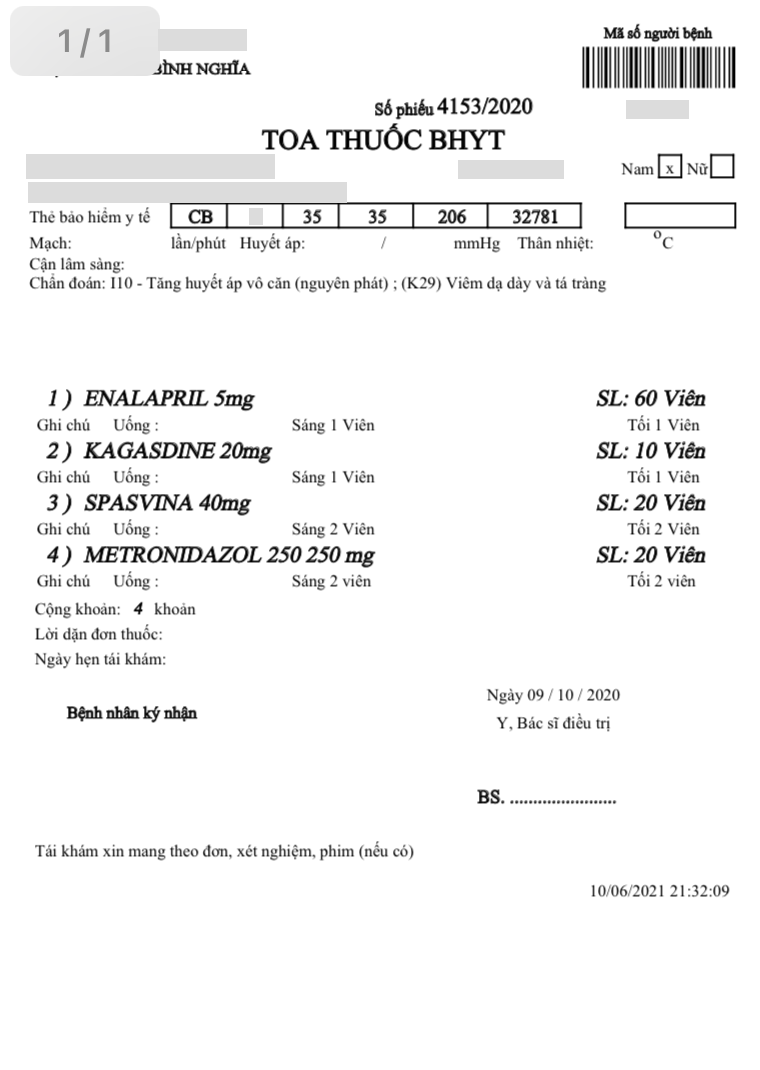 1/1
Mã số người bệnh
BÌNH NGHĨA
Số phiếu 4153/2020
TOA THUỐC BHYT
Nam x Nữ
Thẻ bảo hiểm y tế CB 35 35 206 32781
Mạch: lần/phút Huyết áp: / mmHg Thân nhiệt: °C
Cận lâm sàng:
Chẩn đoán: I10 - Tăng huyết áp vô căn (nguyên phát) ; (K29) Viêm dạ dày và tá tràng
1 ) ENALAPRIL 5mg SL: 60 Viên
Ghi chú Uống : Sáng 1 Viên Tối 1 Viên
2 ) KAGASDINE 20mg SL: 10 Viên
Ghi chú Uống : Sáng 1 Viên Tối 1 Viên
3 ) SPASVINA 40mg SL: 20 Viên
Ghi chú Uống : Sáng 2 Viên Tối 2 Viên
4 ) METRONIDAZOL 250 250 mg SL: 20 Viên
Ghi chú Uống : Sáng 2 viên Tối 2 viên
Cộng khoản: 4 khoản
Lời dặn đơn thuốc:
Ngày hẹn tái khám:
Ngày 09 / 10 / 2020
Bệnh nhân ký nhận
Y, Bác sĩ điều trị
BS. .......................
Tái khám xin mang theo đơn, xét nghiệm, phim (nếu có)
10/06/2021 21:32:09